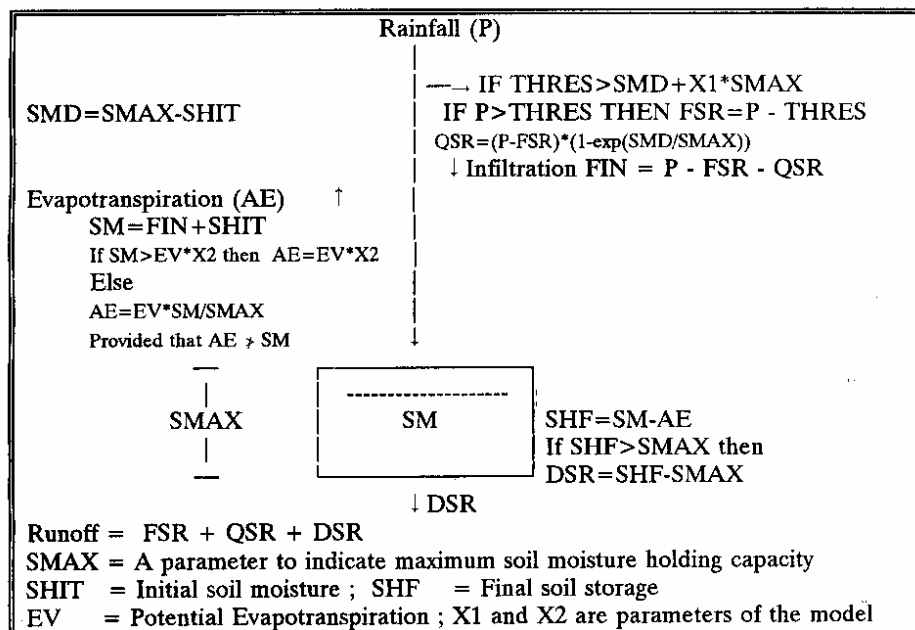 Rainfall (P)
—→ IF THRES>SMD+X1*SMAX
SMD=SMAX-SHIT
IF P>THRES THEN FSR=P - THRES
QSR=(P-FSR)*(1-exp(SMD/SMAX))
↓ Infiltration FIN = P - FSR - QSR
Evapotranspiration (AE) ↑
SM=FIN+SHIT
If SM>EV*X2 then AE=EV*X2
Else
AE=EV*SM/SMAX
Provided that AE ≯ SM
SMAX
SM
SHF=SM-AE
If SHF>SMAX then
DSR=SHF-SMAX
↓ DSR
Runoff = FSR + QSR + DSR
SMAX = A parameter to indicate maximum soil moisture holding capacity
SHIT = Initial soil moisture ; SHF = Final soil storage
EV = Potential Evapotranspiration ; X1 and X2 are parameters of the model